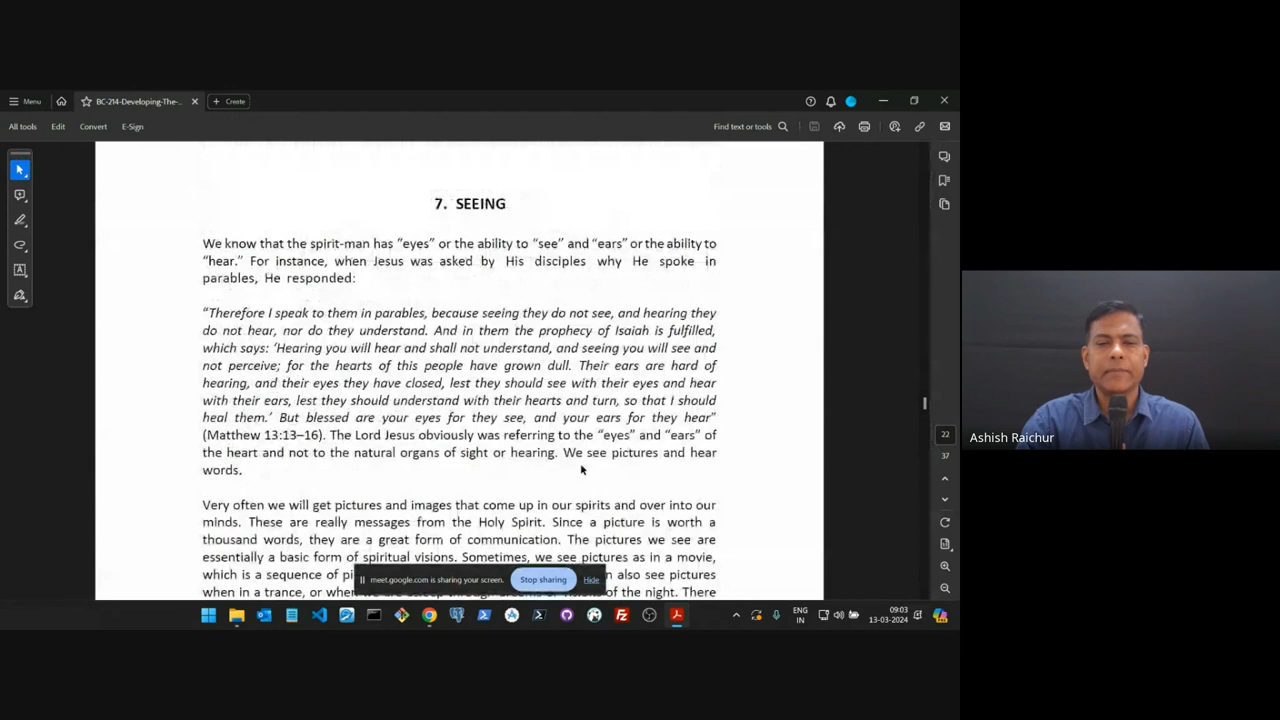 Menu
BC-214-Developing-The-...
Create
All tools
Edit
Convert
E-Sign
Find text or tools
7. SEEING
We know that the spirit-man has "eyes" or the ability to "see" and "ears" or the ability to
"hear." For instance, when Jesus was asked by His disciples why He spoke in
parables, He responded:
"Therefore I speak to them in parables, because seeing they do not see, and hearing they
do not hear, nor do they understand. And in them the prophecy of Isaiah is fulfilled,
which says: 'Hearing you will hear and shall not understand, and seeing you will see and
not perceive; for the hearts of this people have grown dull. Their ears are hard of
hearing, and their eyes they have closed, lest they should see with their eyes and hear
with their ears, lest they should understand with their hearts and turn, so that I should
heal them.' But blessed are your eyes for they see, and your ears for they hear"
(Matthew 13:13–16). The Lord Jesus obviously was referring to the "eyes" and "ears" of
the heart and not to the natural organs of sight or hearing. We see pictures and hear
words.
Very often we will get pictures and images that come up in our spirits and over into our
minds. These are really messages from the Holy Spirit. Since a picture is worth a
thousand words, they are a great form of communication. The pictures we see are
essentially a basic form of spiritual visions. Sometimes, we see pictures as in a movie,
which is a sequence of pi also see pictures
when in a trance, or when of the night. There
meet.google.com is sharing your screen.
Stop sharing
Hide
22
37
Ashish Raichur
ENG
IN
09:03
13-03-2024